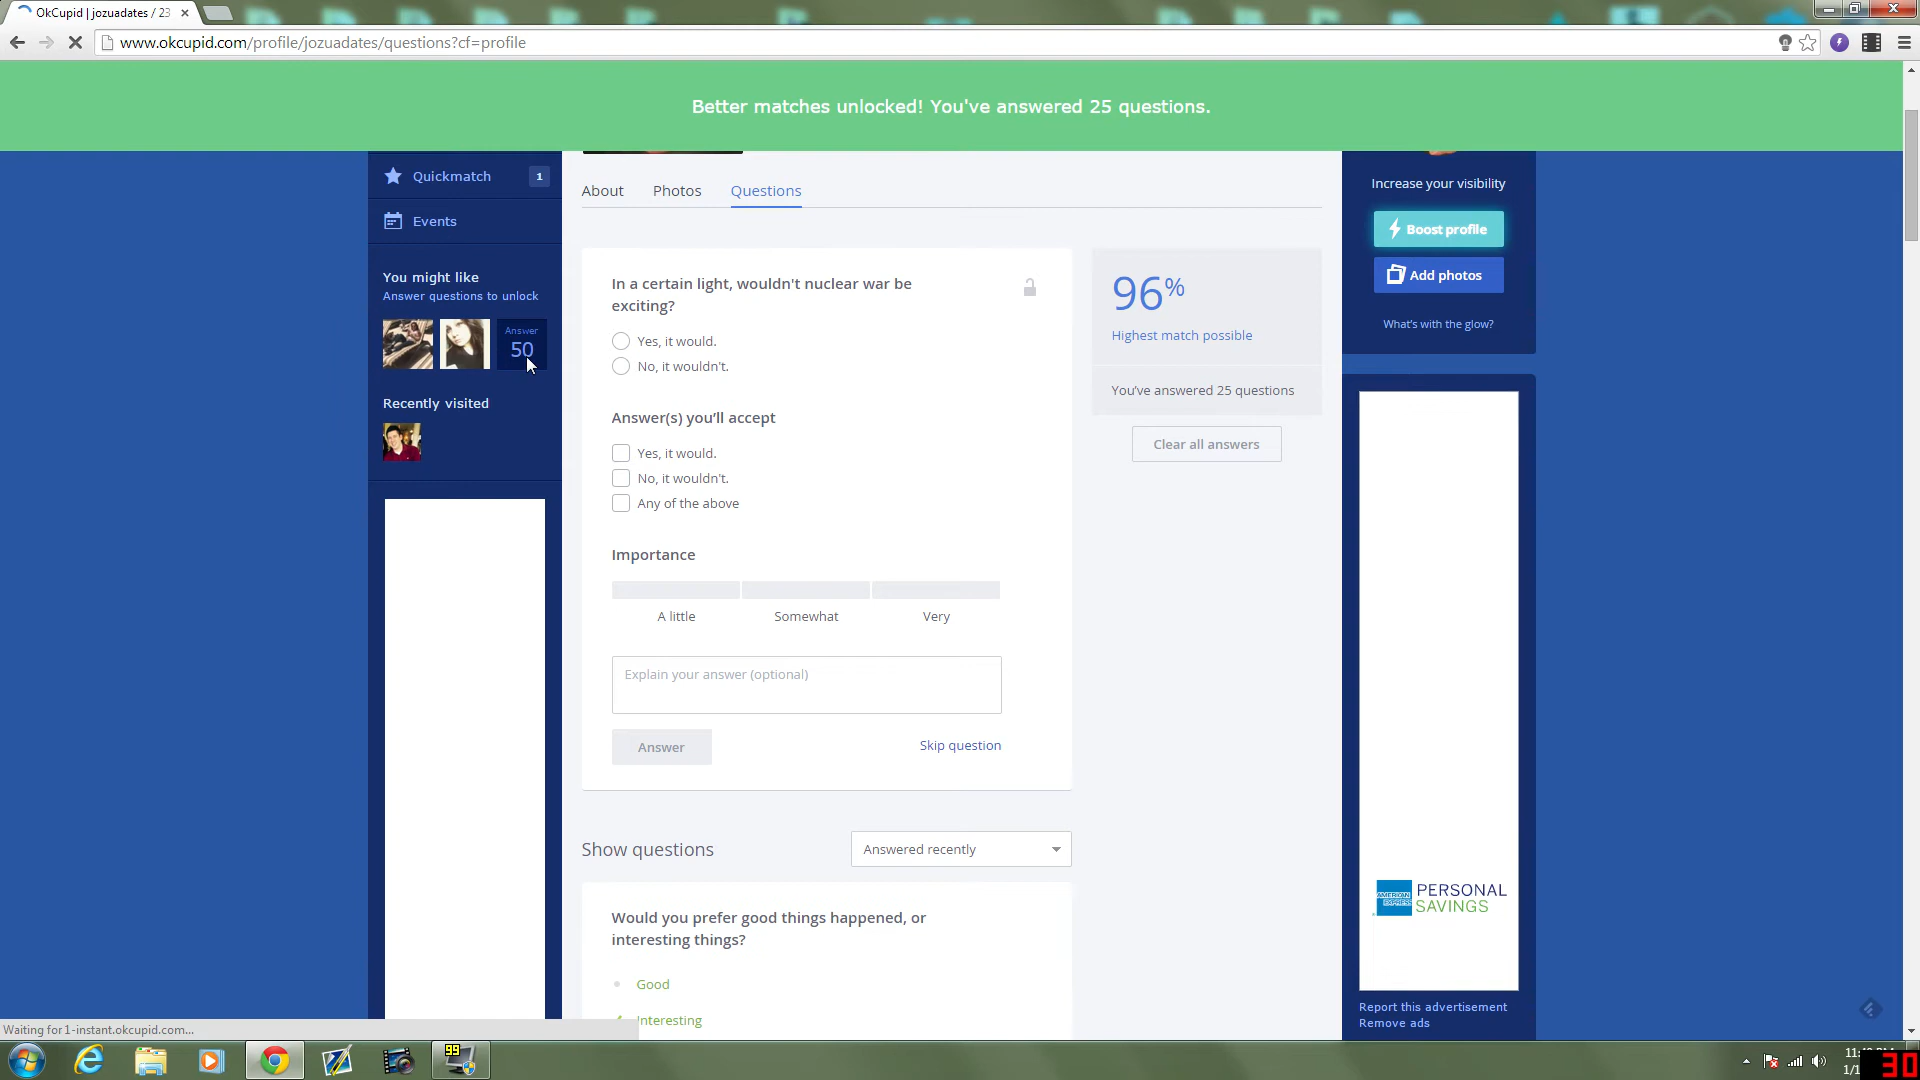 OkCupid | jozuadates / 23
www.okcupid.com/profile/jozuadates/questions?cf=profile
Better matches unlocked! You've answered 25 questions.
Quickmatch 1
Events
You might like
Answer questions to unlock
Answer
50
Recently visited
About Photos Questions
In a certain light, wouldn't nuclear war be
exciting?
Yes, it would.
No, it wouldn't.
Answer(s) you'll accept
Yes, it would.
No, it wouldn't.
Any of the above
Importance
A little Somewhat Very
Explain your answer (optional)
Answer
Skip question
Show questions
Answered recently
Would you prefer good things happened, or
interesting things?
Good
Interesting
96%
Highest match possible
You've answered 25 questions
Clear all answers
Increase your visibility
Boost profile
Add photos
What's with the glow?
AMERICAN
EXPRESS
PERSONAL
SAVINGS
Report this advertisement
Remove ads
Waiting for 1-instant.okcupid.com...
99
30